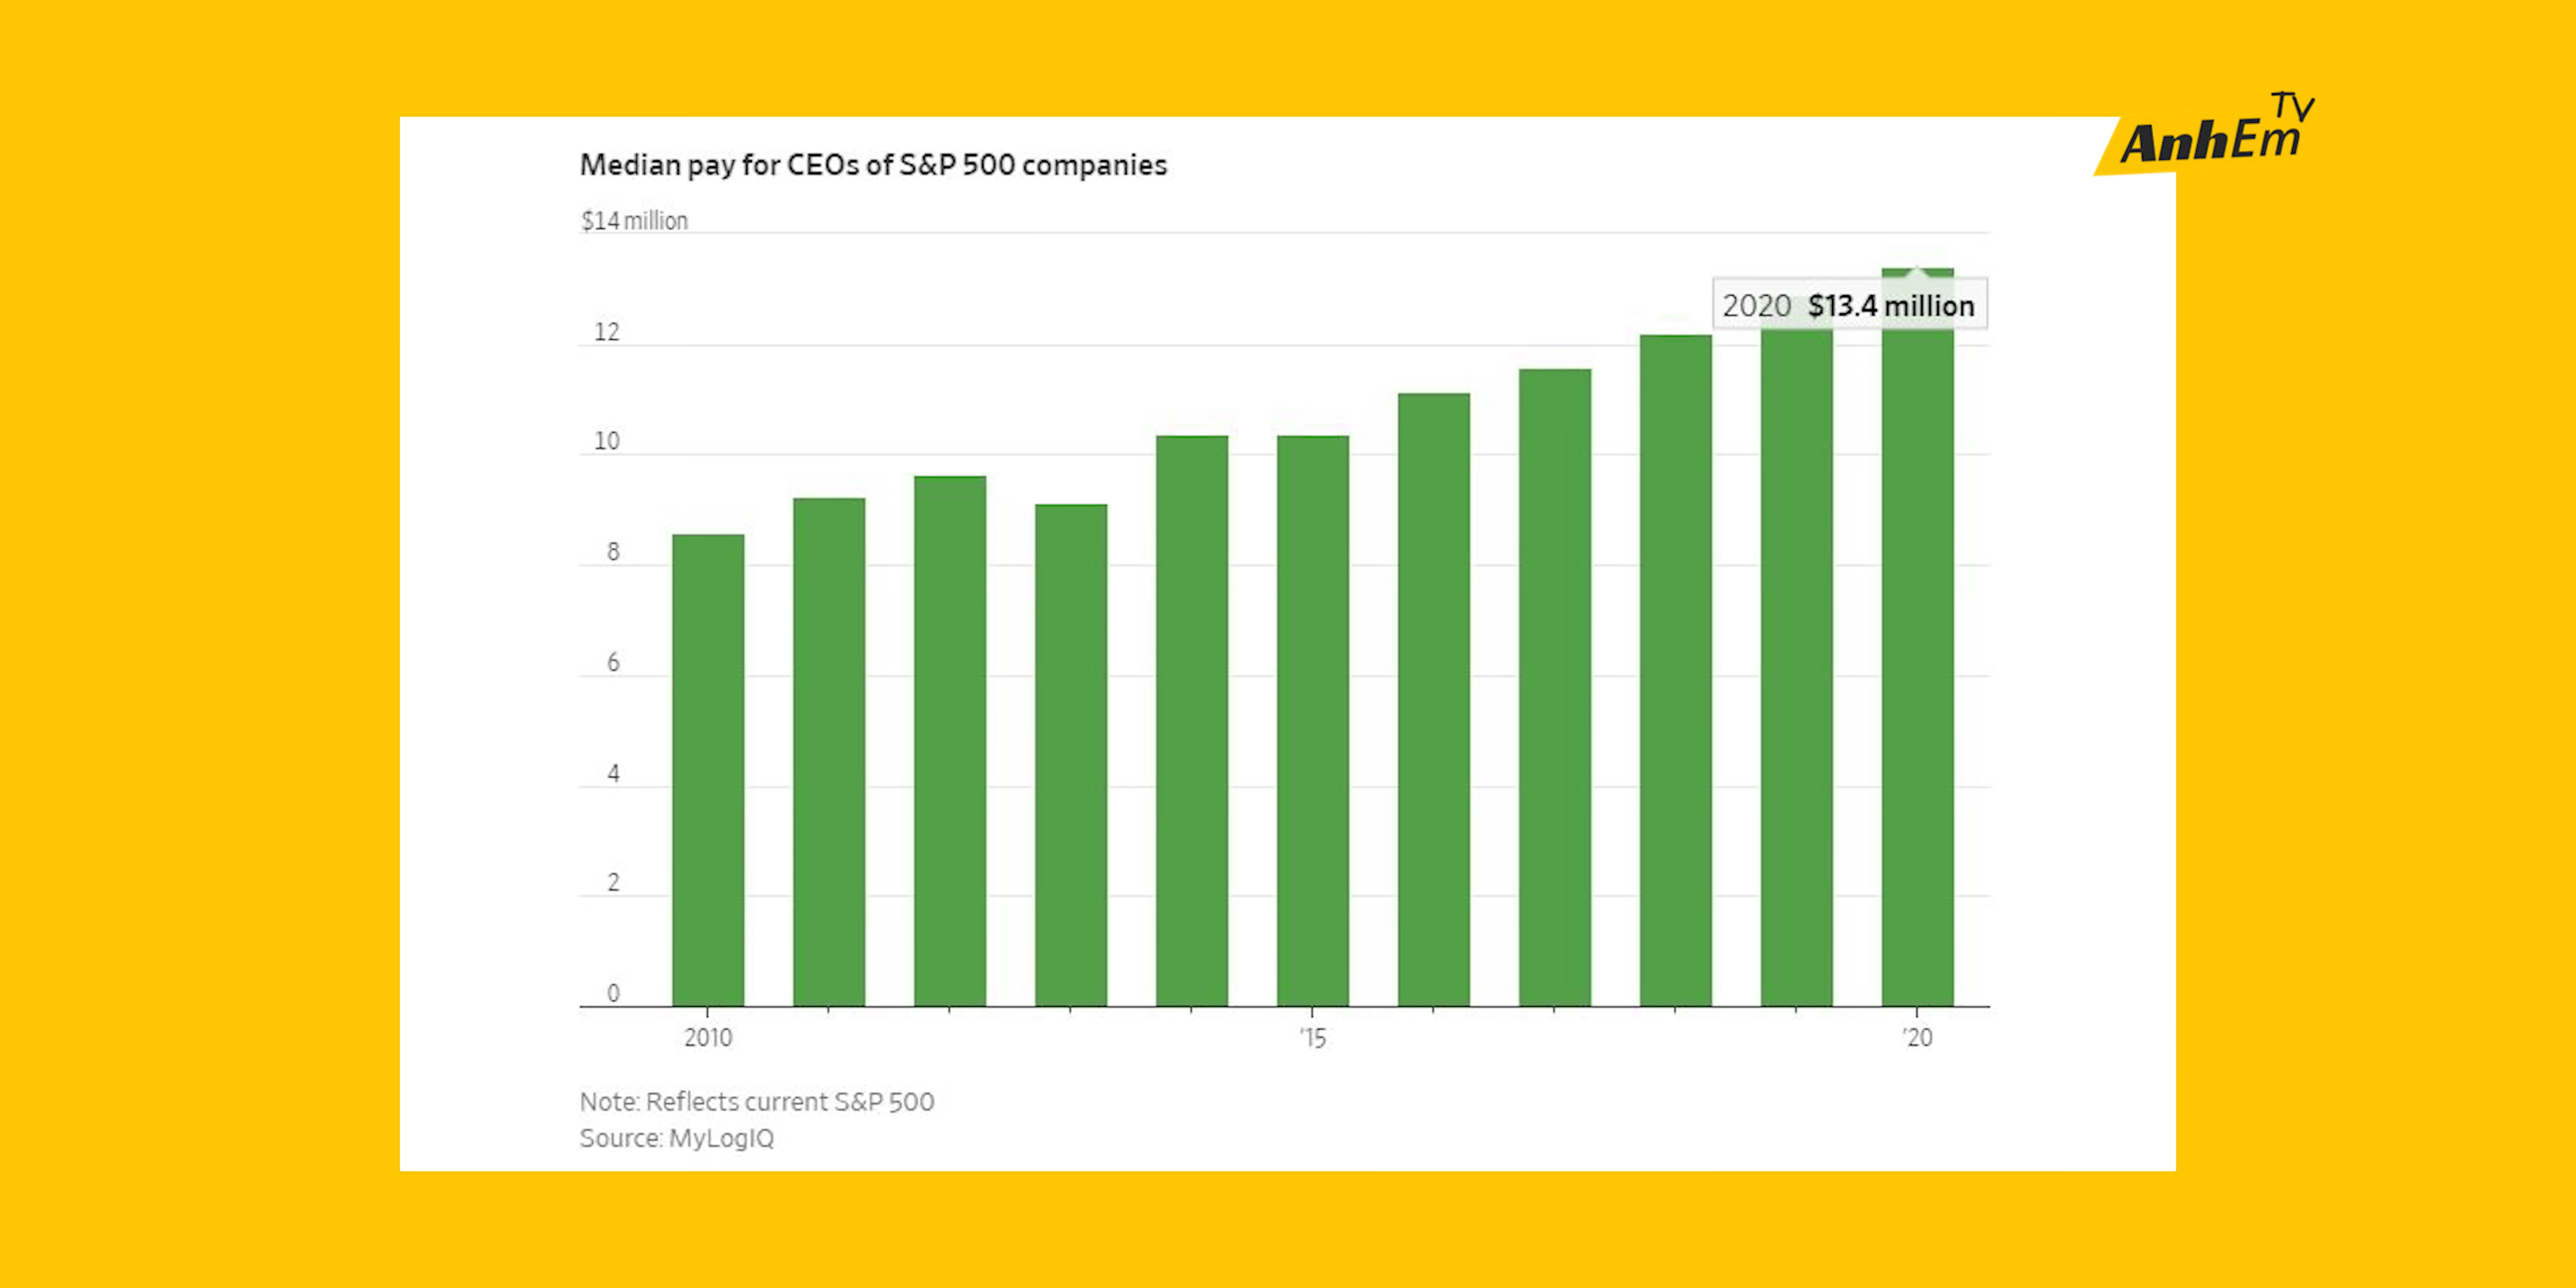 TV
AnhEm
Median pay for CEOs of S&P 500 companies
$14 million
2020 $13.4 million
12
10
8
6
4
2
0
2010 '15 '20
Note: Reflects current S&P 500
Source: MyLogIQ